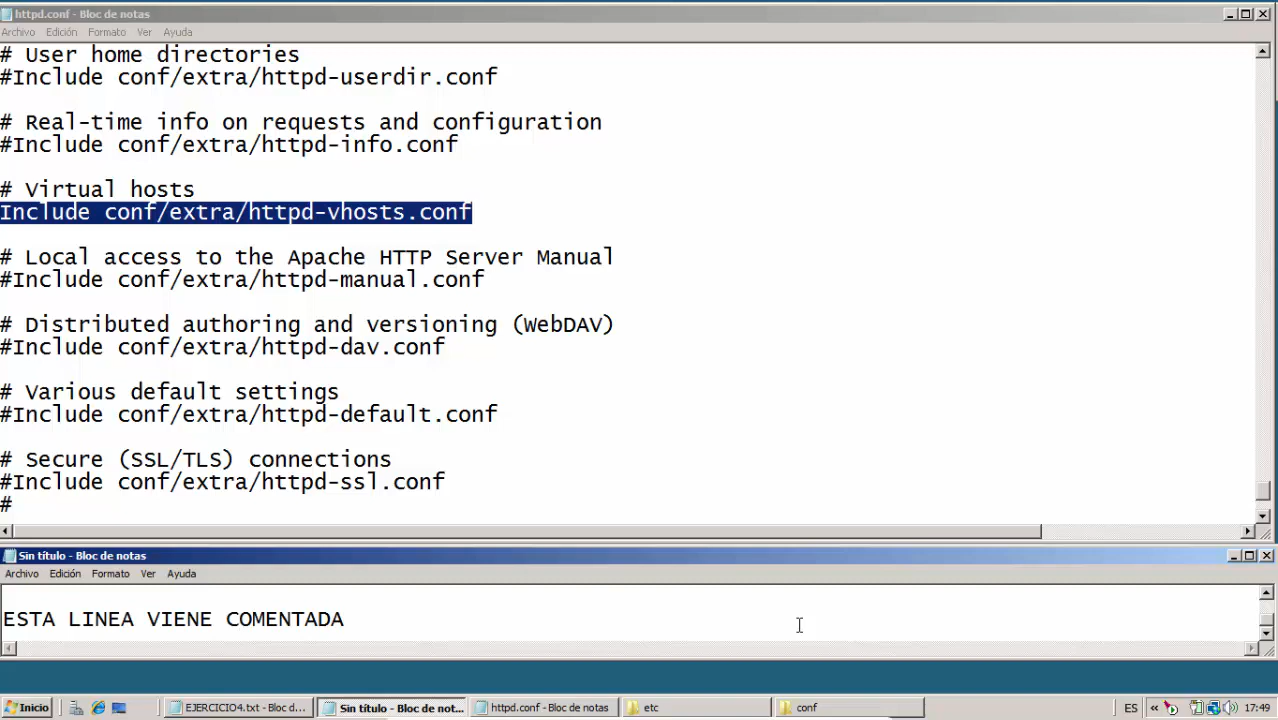 httpd.conf - Bloc de notas
Archivo Edición Formato Ver Ayuda
# User home directories
#Include conf/extra/httpd-userdir.conf
# Real-time info on requests and configuration
#Include conf/extra/httpd-info.conf
# Virtual hosts
Include conf/extra/httpd-vhosts.conf
# Local access to the Apache HTTP Server Manual
#Include conf/extra/httpd-manual.conf
# Distributed authoring and versioning (WebDAV)
#Include conf/extra/httpd-dav.conf
# Various default settings
#Include conf/extra/httpd-default.conf
# Secure (SSL/TLS) connections
#Include conf/extra/httpd-ssl.conf
#
Sin título - Bloc de notas
Archivo Edición Formato Ver Ayuda
ESTA LINEA VIENE COMENTADA
Inicio EJERCICIO4.txt - Bloc d... Sin título - Bloc de not... httpd.conf - Bloc de notas etc conf ES « 17:49